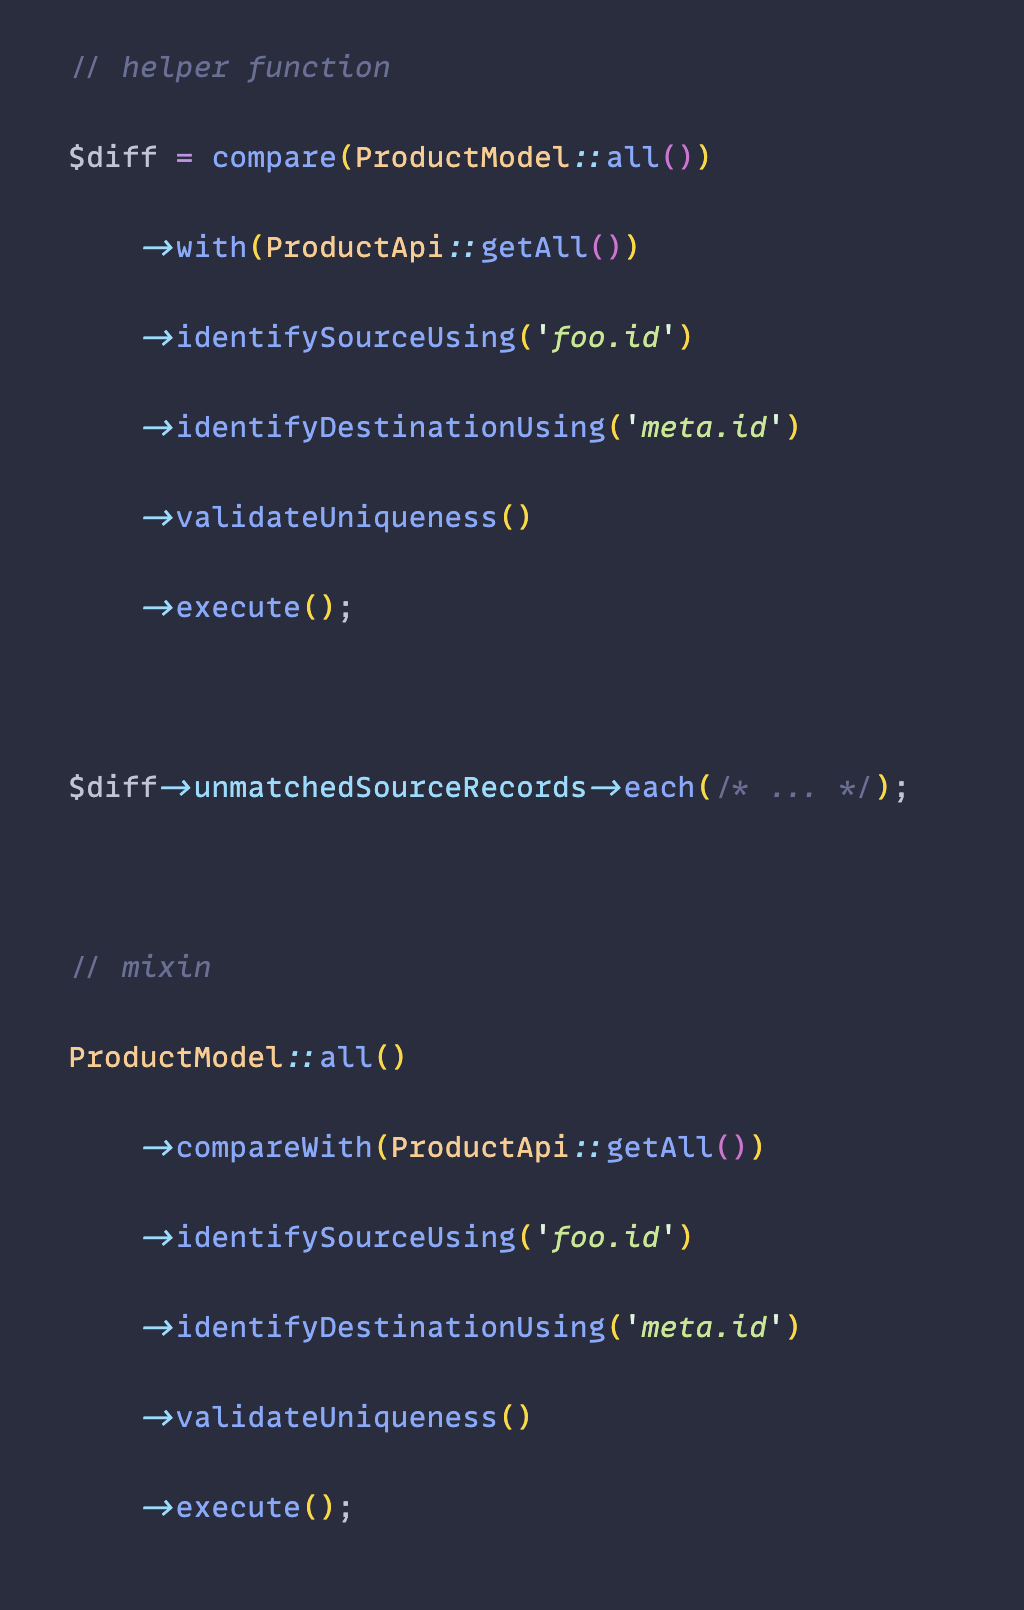 // helper function
$diff = compare(ProductModel::all())
    ->with(ProductApi::getAll())
    ->identifySourceUsing('foo.id')
    ->identifyDestinationUsing('meta.id')
    ->validateUniqueness()
    ->execute();
$diff->unmatchedSourceRecords->each(/* ... */);
// mixin
ProductModel::all()
    ->compareWith(ProductApi::getAll())
    ->identifySourceUsing('foo.id')
    ->identifyDestinationUsing('meta.id')
    ->validateUniqueness()
    ->execute();